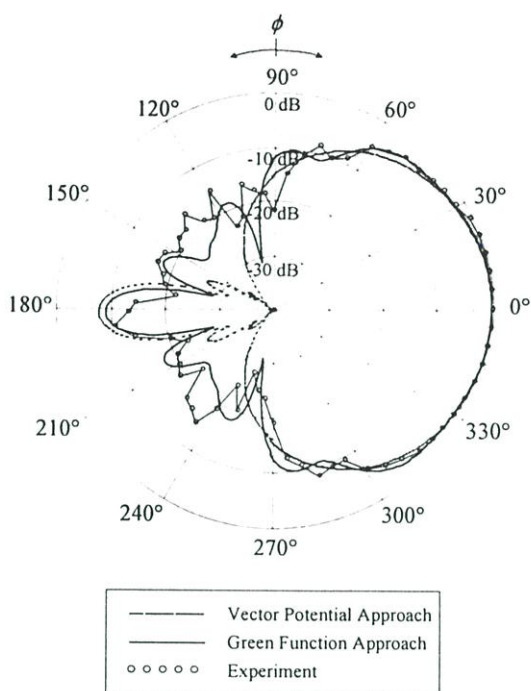 ϕ
90°
0 dB
120°
60°
-10 dB
150°
30°
-20 dB
-30 dB
180°
0°
210°
330°
240°
300°
270°
Vector Potential Approach
Green Function Approach
Experiment